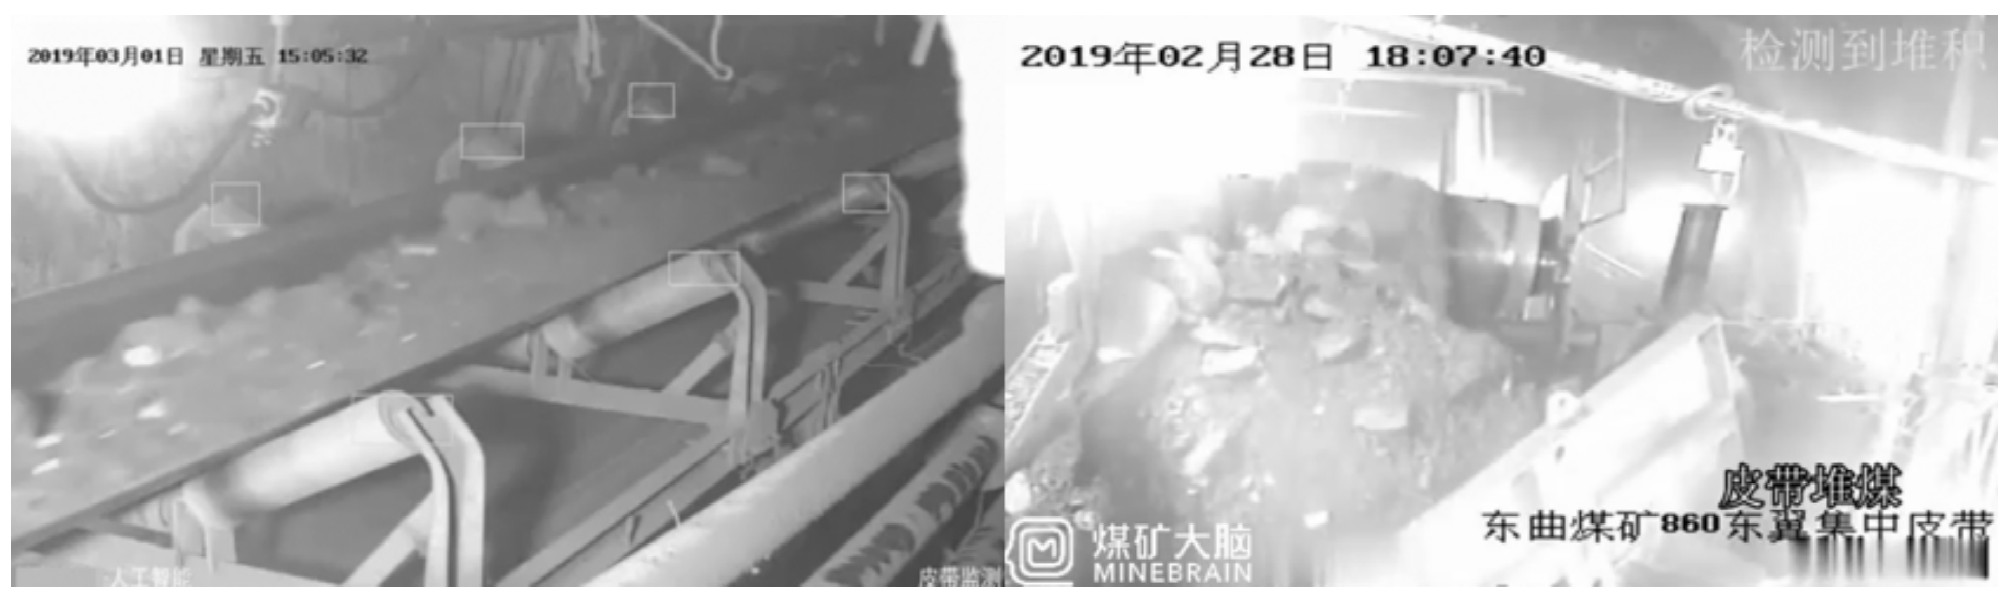 2019年03月01日 星期五 15:05:32
人工智能
皮带监测
2019年02月28日 18:07:40
检测到堆积
皮带堆煤
东曲煤矿860东翼集中皮带
煤矿大脑
MINEBRAIN